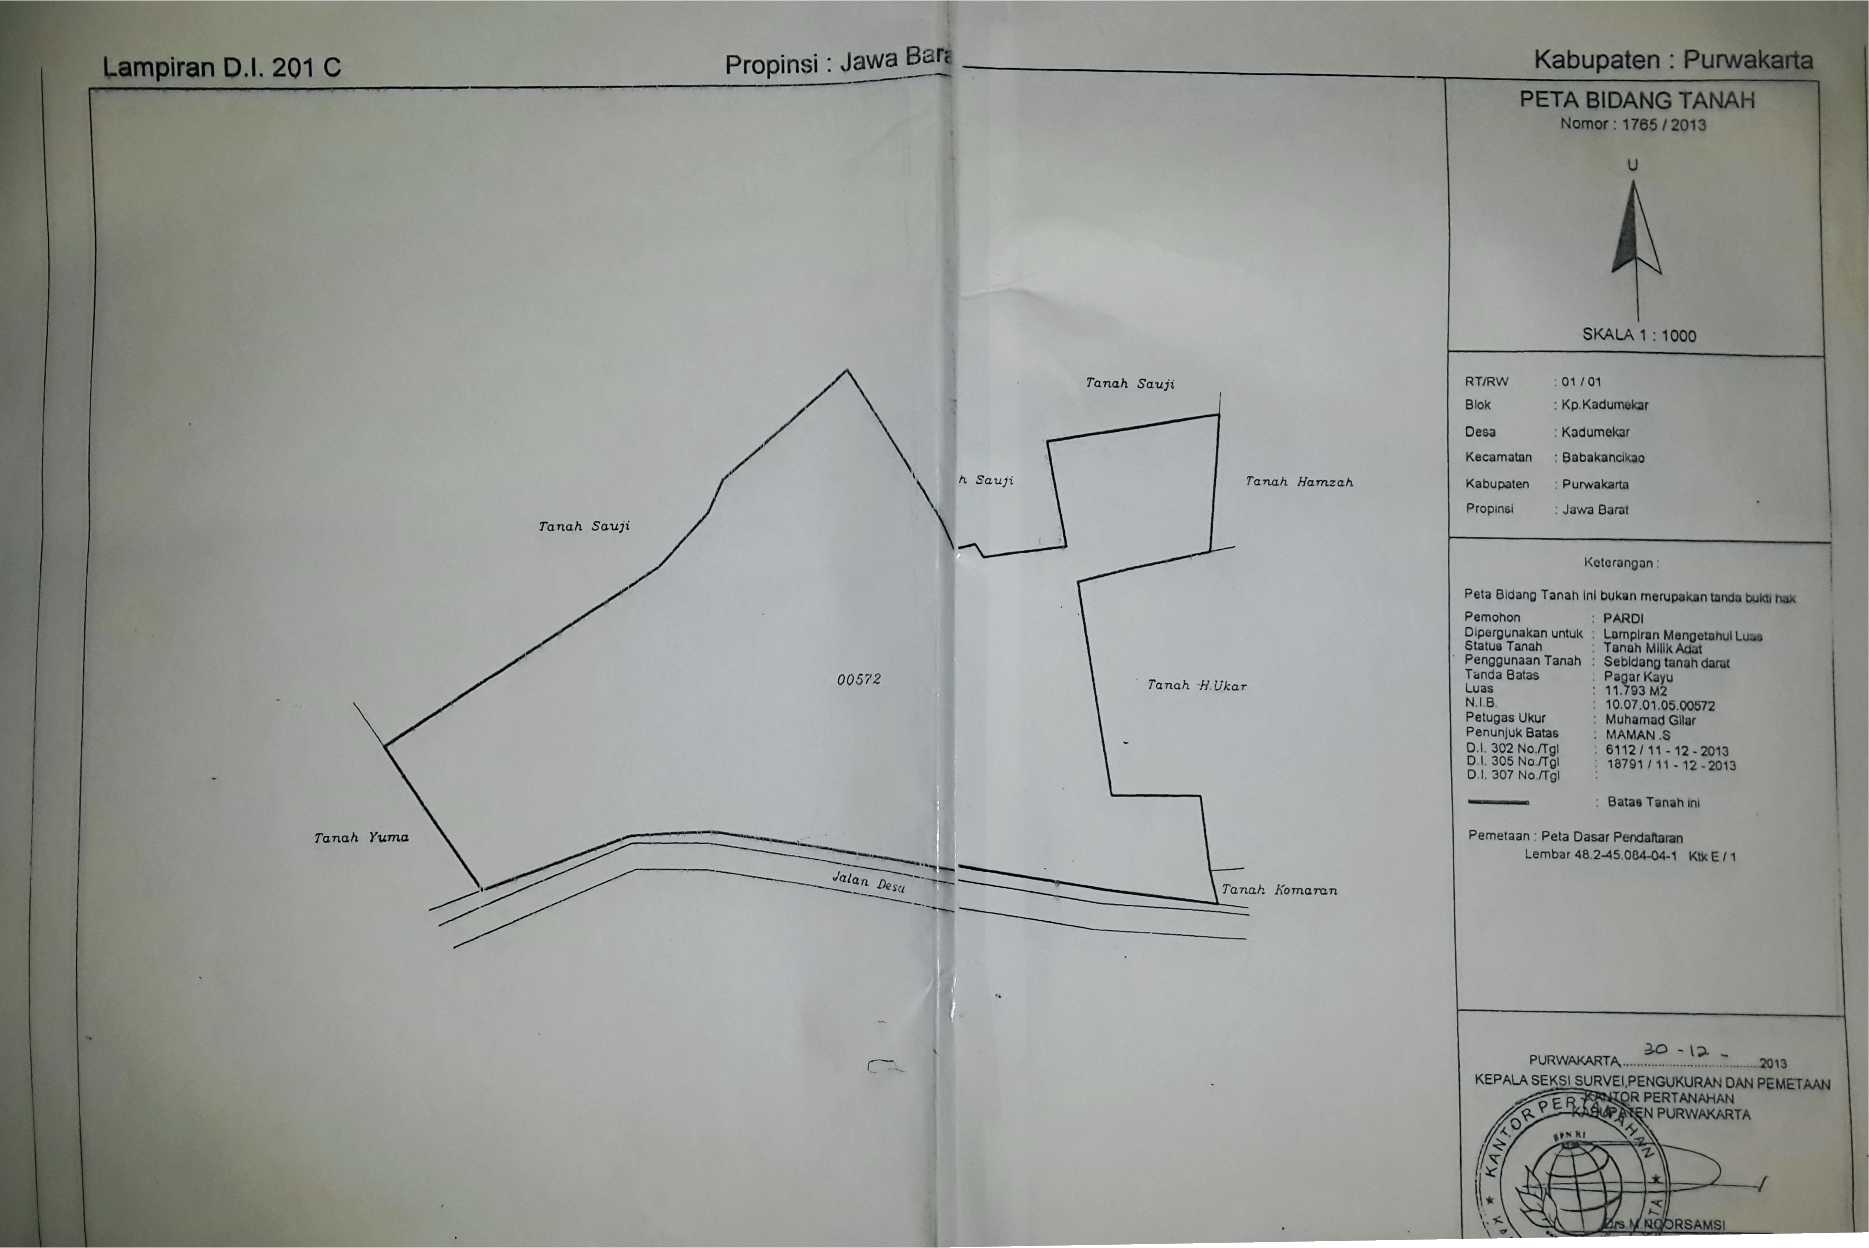 Lampiran D.I. 201 C
Propinsi : Jawa Bara
Kabupaten : Purwakarta
PETA BIDANG TANAH
Nomor : 1765 / 2013
U
SKALA 1 : 1000
RT/RW : 01 / 01
Blok : Kp.Kadumekar
Desa : Kadumekar
Kecamatan : Babakancikao
Kabupaten : Purwakarta
Propinsi : Jawa Barat
Keterangan :
Peta Bidang Tanah ini bukan merupakan tanda bukti hak
Pemohon : PARDI
Dipergunakan untuk : Lampiran Mengetahui Luas
Status Tanah : Tanah Milik Adat
Penggunaan Tanah : Sebidang tanah darat
Tanda Batas : Pagar Kayu
Luas : 11.793 M2
N.I.B. : 10.07.01.05.00572
Petugas Ukur : Muhamad Gilar
Penunjuk Batas : MAMAN .S
D.I. 302 No./Tgl : 6112 / 11 - 12 - 2013
D.I. 305 No./Tgl : 18791 / 11 - 12 - 2013
D.I. 307 No./Tgl :
: Batas Tanah ini
Pemetaan : Peta Dasar Pendaftaran
Lembar 48.2-45.084-04-1 Ktk E / 1
PURWAKARTA, 30 - 12 - 2013
KEPALA SEKSI SURVEI,PENGUKURAN DAN PEMETAAN
KANTOR PERTANAHAN
KABUPATEN PURWAKARTA
KANTOR PERTANAHAN
BPN RI
Drs.M.NOORSAMSI
Tanah Sauji
h Sauji
Tanah Hamzah
Tanah Sauji
00572
Tanah H.Ukar
Tanah Yuma
Jalan Desa
Tanah Komaran